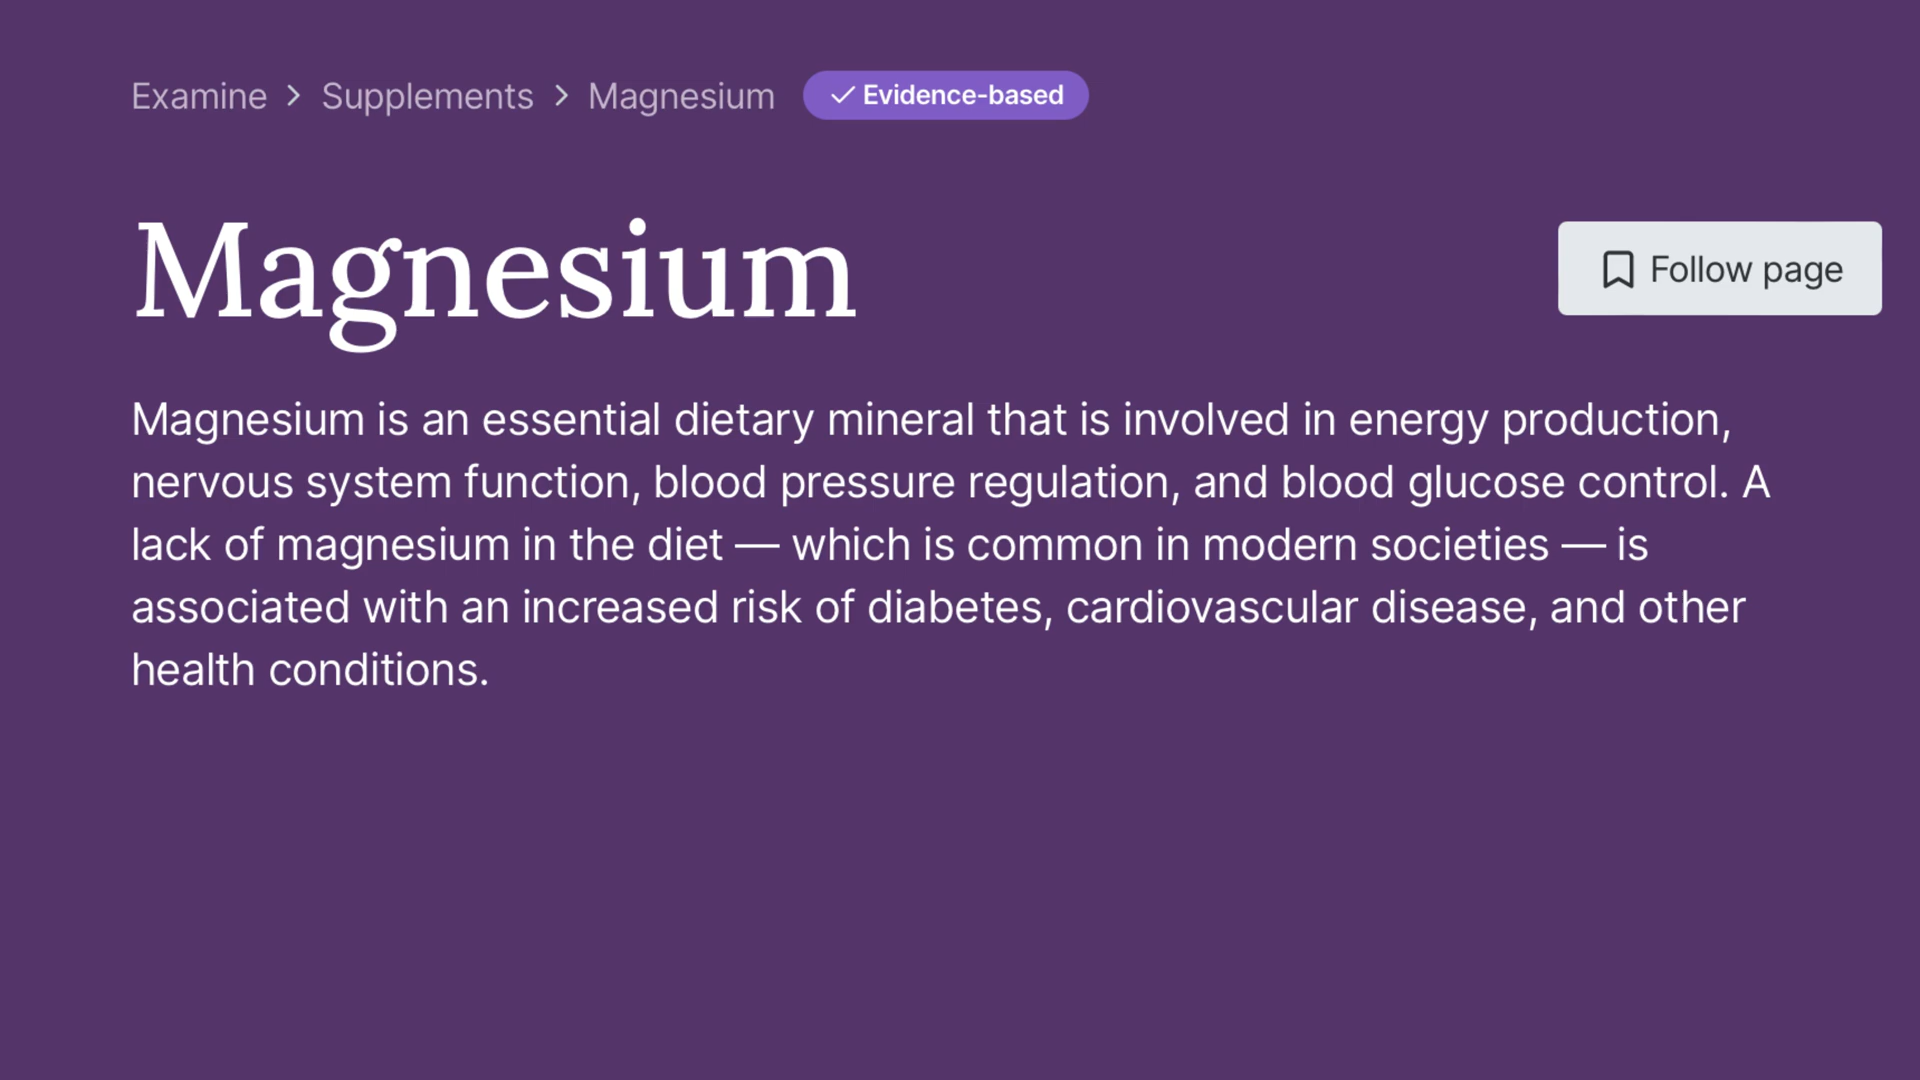 Examine > Supplements > Magnesium ✓ Evidence-based
Magnesium
Follow page
Magnesium is an essential dietary mineral that is involved in energy production,
nervous system function, blood pressure regulation, and blood glucose control. A
lack of magnesium in the diet — which is common in modern societies — is
associated with an increased risk of diabetes, cardiovascular disease, and other
health conditions.